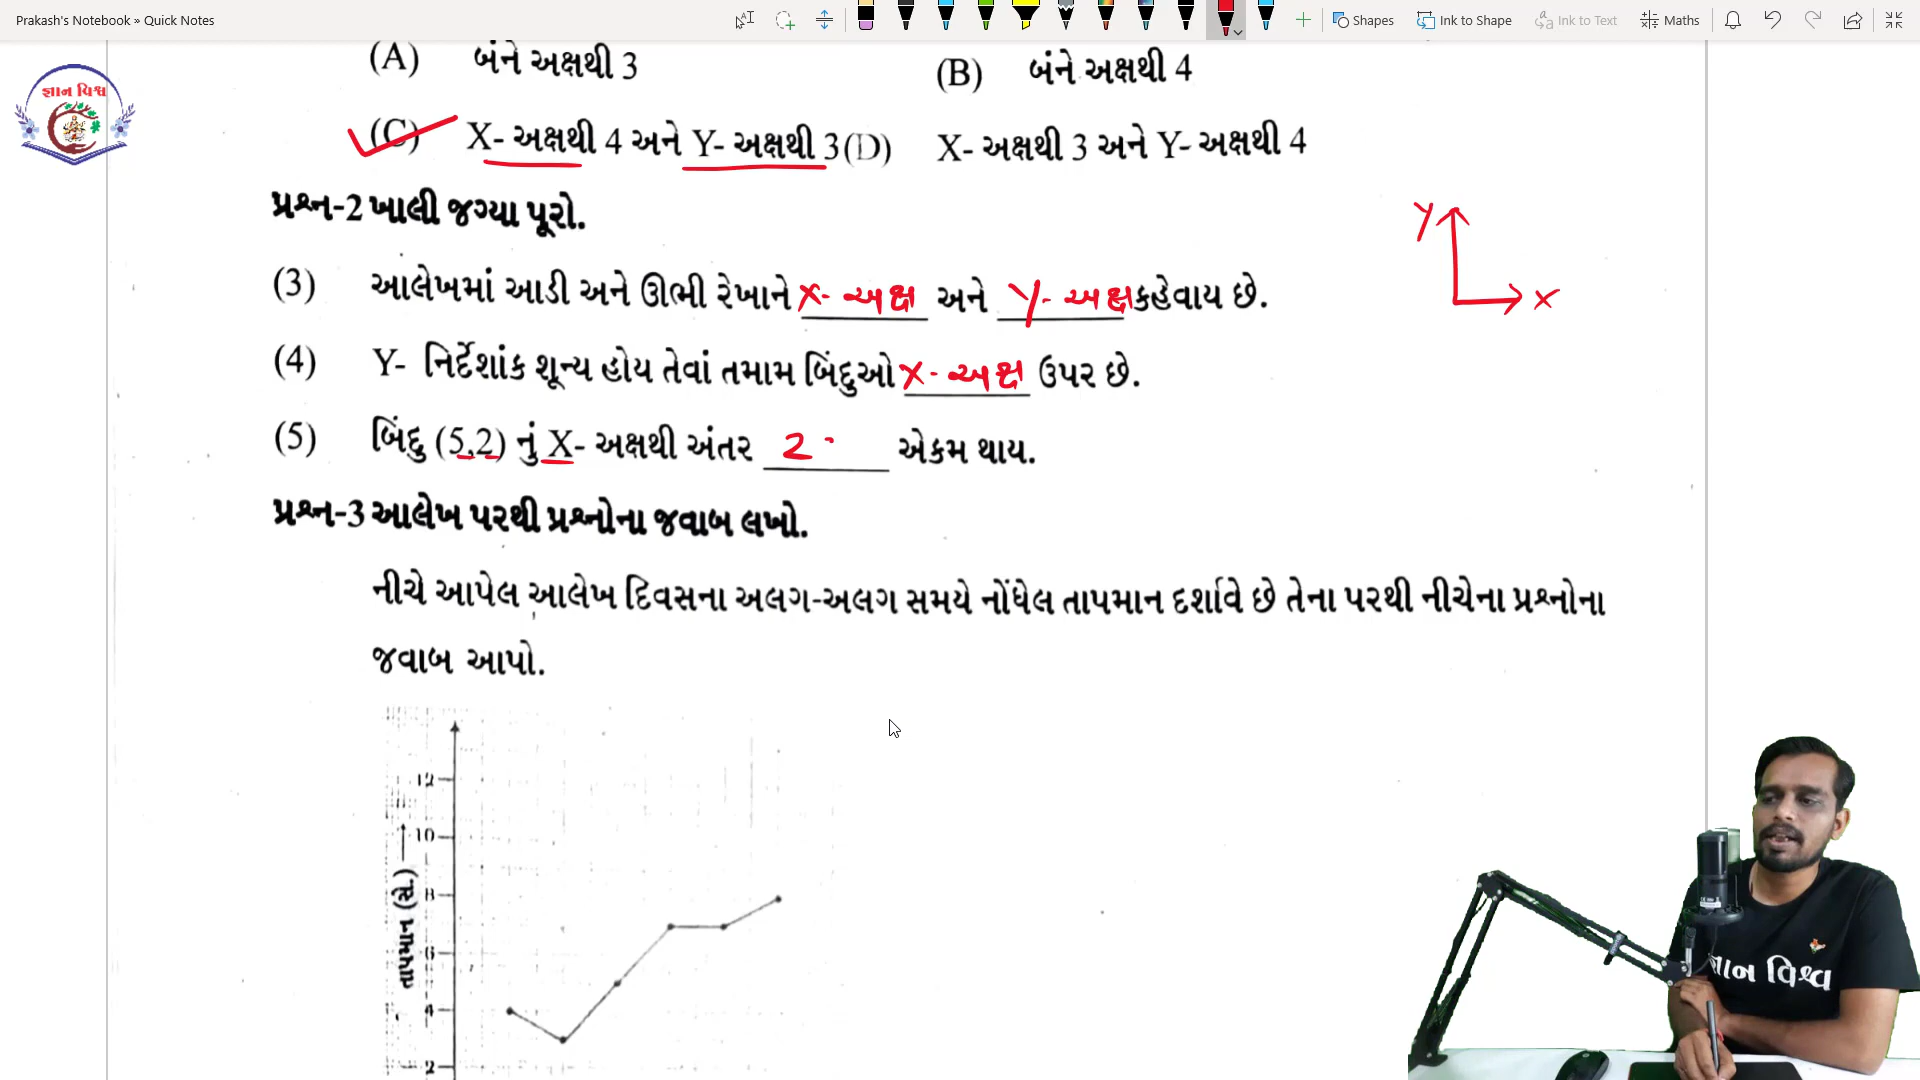 Prakash's Notebook » Quick Notes
Shapes
Ink to Shape
Ink to Text
Maths
જ્ઞાન વિશ્વ
(A) બંને અક્ષથી 3
(B) બંને અક્ષથી 4
(C) X- અક્ષથી 4 અને Y- અક્ષથી 3
(D) X- અક્ષથી 3 અને Y- અક્ષથી 4
પ્રશ્ન-2 ખાલી જગ્યા પૂરો.
Y
X
(3) આલેખમાં આડી અને ઊભી રેખાને X- અક્ષ અને Y- અક્ષ કહેવાય છે.
(4) Y- નિર્દેશાંક શૂન્ય હોય તેવાં તમામ બિંદુઓ X- અક્ષ ઉપર છે.
(5) બિંદુ (5,2) નું X- અક્ષથી અંતર 2 એકમ થાય.
પ્રશ્ન-3 આલેખ પરથી પ્રશ્નોના જવાબ લખો.
નીચે આપેલ આલેખ દિવસના અલગ-અલગ સમયે નોંધેલ તાપમાન દર્શાવે છે તેના પરથી નીચેના પ્રશ્નોના
જવાબ આપો.
12
10
8
6
4
2
તાપમાન (સે.)
જ્ઞાન વિશ્વ